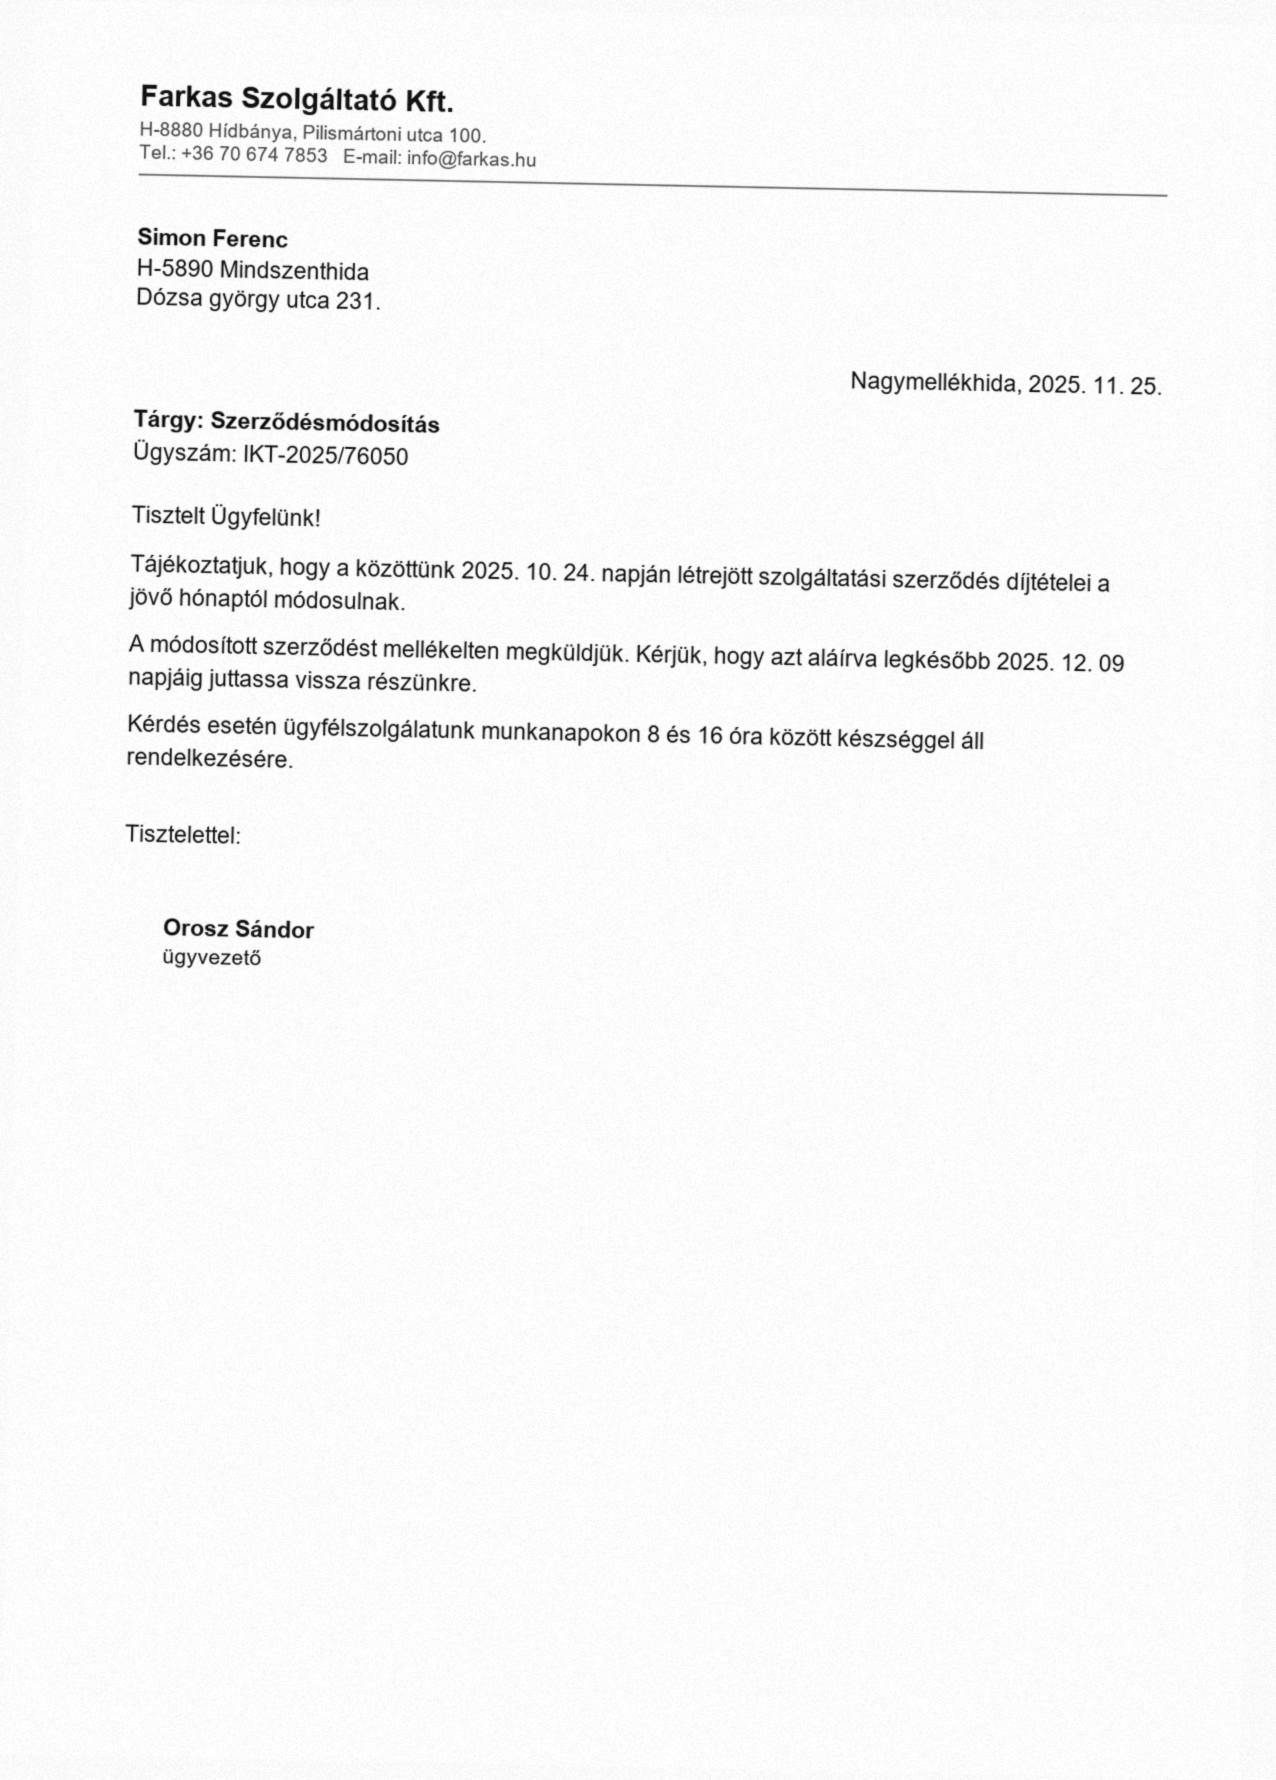 Farkas Szolgáltató Kft.
H-8880 Hídbánya, Pilismártoni utca 100.
Tel.: +36 70 674 7853 E-mail: info@farkas.hu
Simon Ferenc
H-5890 Mindszenthida
Dózsa györgy utca 231.
Nagymellékhida, 2025. 11. 25.
Tárgy: Szerződésmódosítás
Ügyszám: IKT-2025/76050
Tisztelt Ügyfelünk!
Tájékoztatjuk, hogy a közöttünk 2025. 10. 24. napján létrejött szolgáltatási szerződés díjtételei a
jövő hónaptól módosulnak.
A módosított szerződést mellékelten megküldjük. Kérjük, hogy azt aláírva legkésőbb 2025. 12. 09
napjáig juttassa vissza részünkre.
Kérdés esetén ügyfélszolgálatunk munkanapokon 8 és 16 óra között készséggel áll
rendelkezésére.
Tisztelettel:
Orosz Sándor
ügyvezető